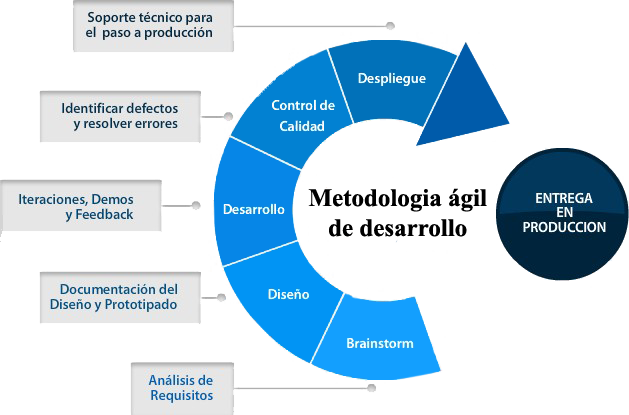 Soporte técnico para
el paso a producción
Despliegue
Identificar defectos
y resolver errores
Control de
Calidad
Iteraciones, Demos
y Feedback
Desarrollo
Metodologia ágil
de desarrollo
ENTREGA
EN
PRODUCCION
Documentación del
Diseño y Prototipado
Diseño
Brainstorm
Análisis de
Requisitos